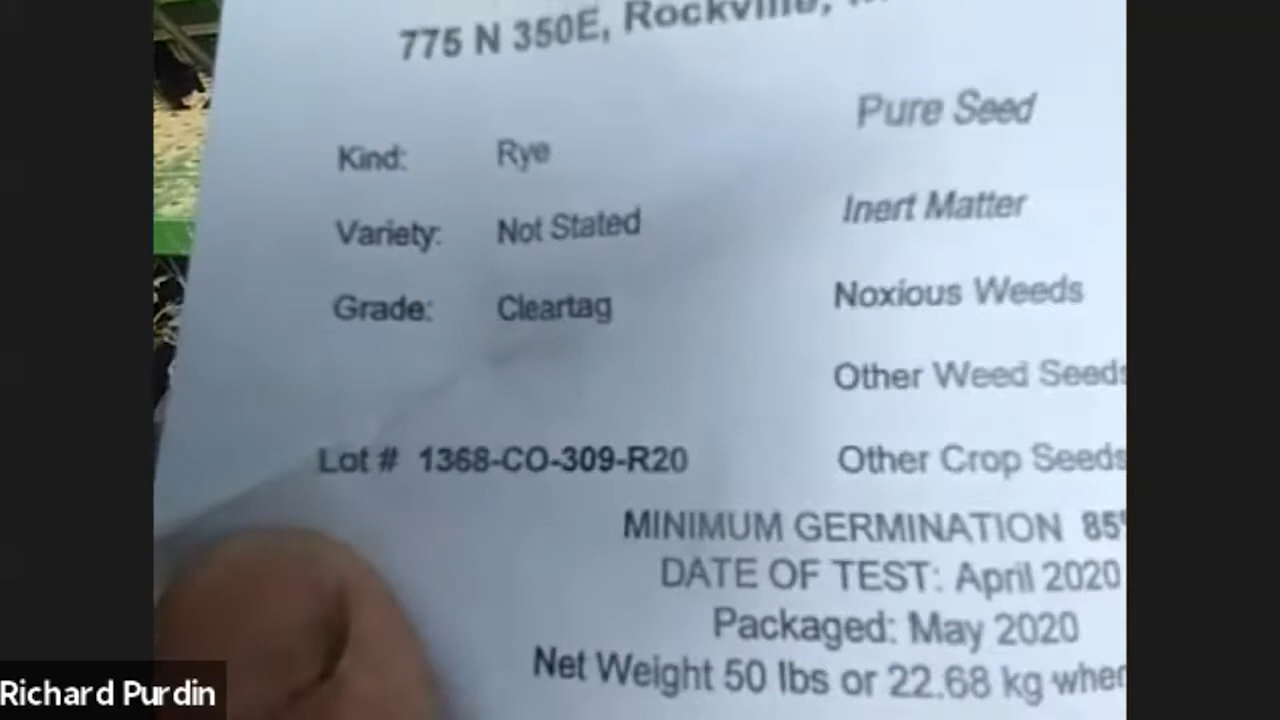 775 N 350E, Rockville,
Pure Seed
Kind: Rye
Inert Matter
Variety: Not Stated
Noxious Weeds
Grade: Cleartag
Other Weed Seeds
Lot # 1368-CO-309-R20
Other Crop Seeds
MINIMUM GERMINATION 85%
DATE OF TEST: April 2020
Packaged: May 2020
Net Weight 50 lbs or 22.68 kg when
Richard Purdin